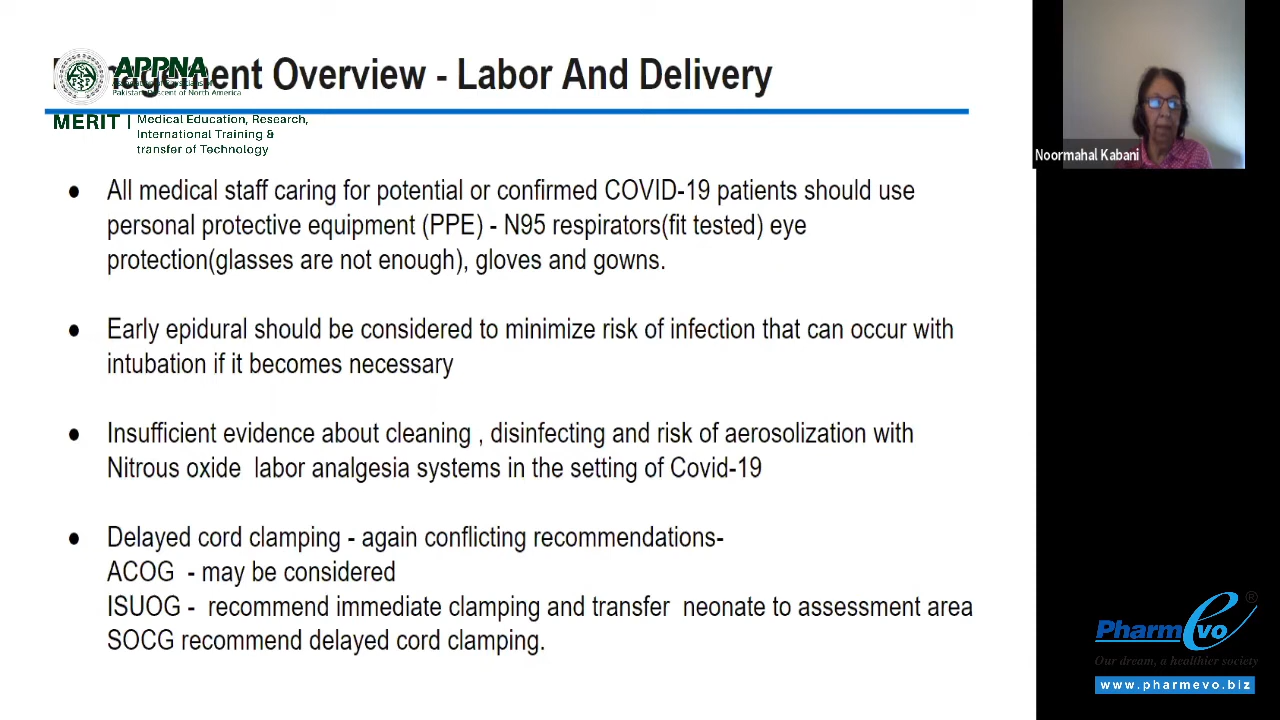 APPNA
Management Overview - Labor And Delivery
Pakistani Descent of North America
MERIT | Medical Education, Research,
International Training &
transfer of Technology
Noormahal Kabani
● All medical staff caring for potential or confirmed COVID-19 patients should use
personal protective equipment (PPE) - N95 respirators(fit tested) eye
protection(glasses are not enough), gloves and gowns.
● Early epidural should be considered to minimize risk of infection that can occur with
intubation if it becomes necessary
● Insufficient evidence about cleaning , disinfecting and risk of aerosolization with
Nitrous oxide labor analgesia systems in the setting of Covid-19
● Delayed cord clamping - again conflicting recommendations-
ACOG - may be considered
ISUOG - recommend immediate clamping and transfer neonate to assessment area
SOCG recommend delayed cord clamping.
Pharmevo ®
Our dream, a healthier society
www.pharmevo.biz